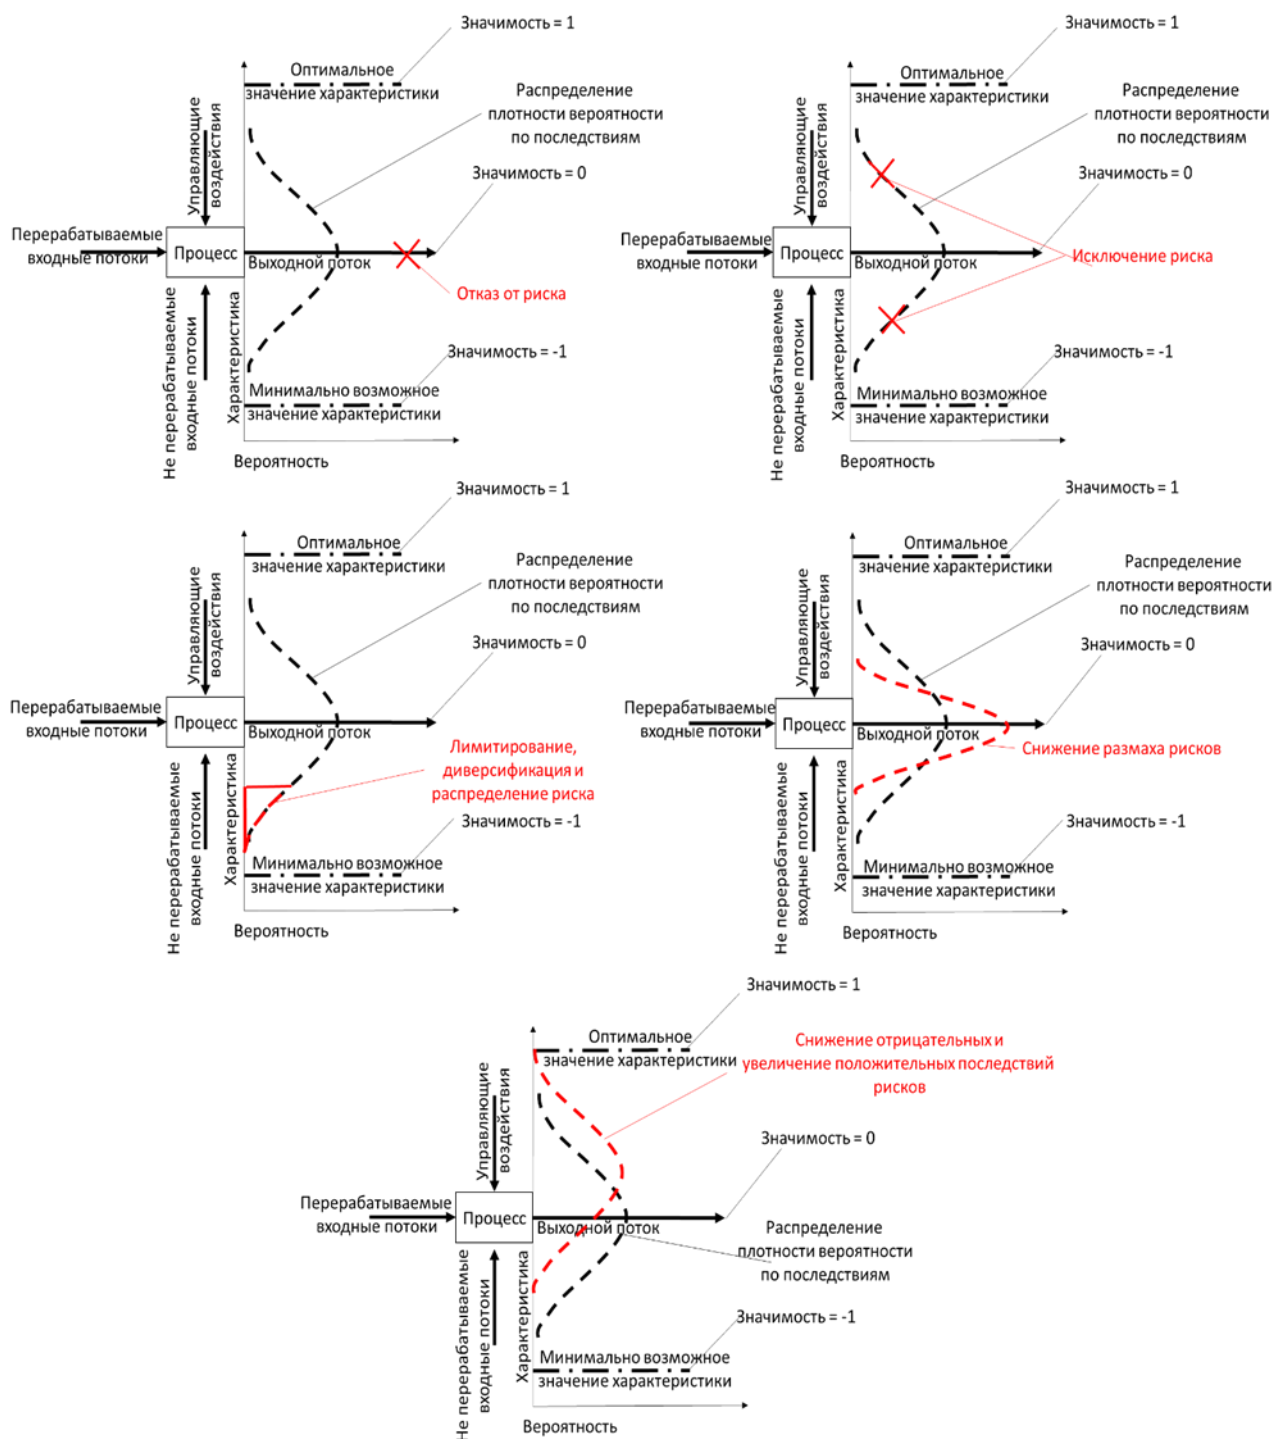 Значимость = 1
Оптимальное
значение характеристики
Распределение
плотности вероятности
по последствиям
Управляющие
воздействия
Значимость = 0
Перерабатываемые
входные потоки
Процесс
Выходной поток
Отказ от риска
Не перерабатываемые
входные потоки
Характеристика
Значимость = -1
Минимально возможное
значение характеристики
Вероятность
Значимость = 1
Оптимальное
значение характеристики
Распределение
плотности вероятности
по последствиям
Управляющие
воздействия
Значимость = 0
Перерабатываемые
входные потоки
Процесс
Выходной поток
Исключение риска
Не перерабатываемые
входные потоки
Характеристика
Значимость = -1
Минимально возможное
значение характеристики
Вероятность
Значимость = 1
Оптимальное
значение характеристики
Распределение
плотности вероятности
по последствиям
Управляющие
воздействия
Значимость = 0
Перерабатываемые
входные потоки
Процесс
Выходной поток
Лимитирование,
диверсификация и
распределение риска
Не перерабатываемые
входные потоки
Характеристика
Значимость = -1
Минимально возможное
значение характеристики
Вероятность
Значимость = 1
Оптимальное
значение характеристики
Распределение
плотности вероятности
по последствиям
Управляющие
воздействия
Значимость = 0
Перерабатываемые
входные потоки
Процесс
Выходной поток
Снижение размаха рисков
Не перерабатываемые
входные потоки
Характеристика
Значимость = -1
Минимально возможное
значение характеристики
Вероятность
Значимость = 1
Оптимальное
значение характеристики
Снижение отрицательных и
увеличение положительных последствий
рисков
Управляющие
воздействия
Значимость = 0
Перерабатываемые
входные потоки
Процесс
Выходной поток
Распределение
плотности вероятности
по последствиям
Не перерабатываемые
входные потоки
Характеристика
Значимость = -1
Минимально возможное
значение характеристики
Вероятность